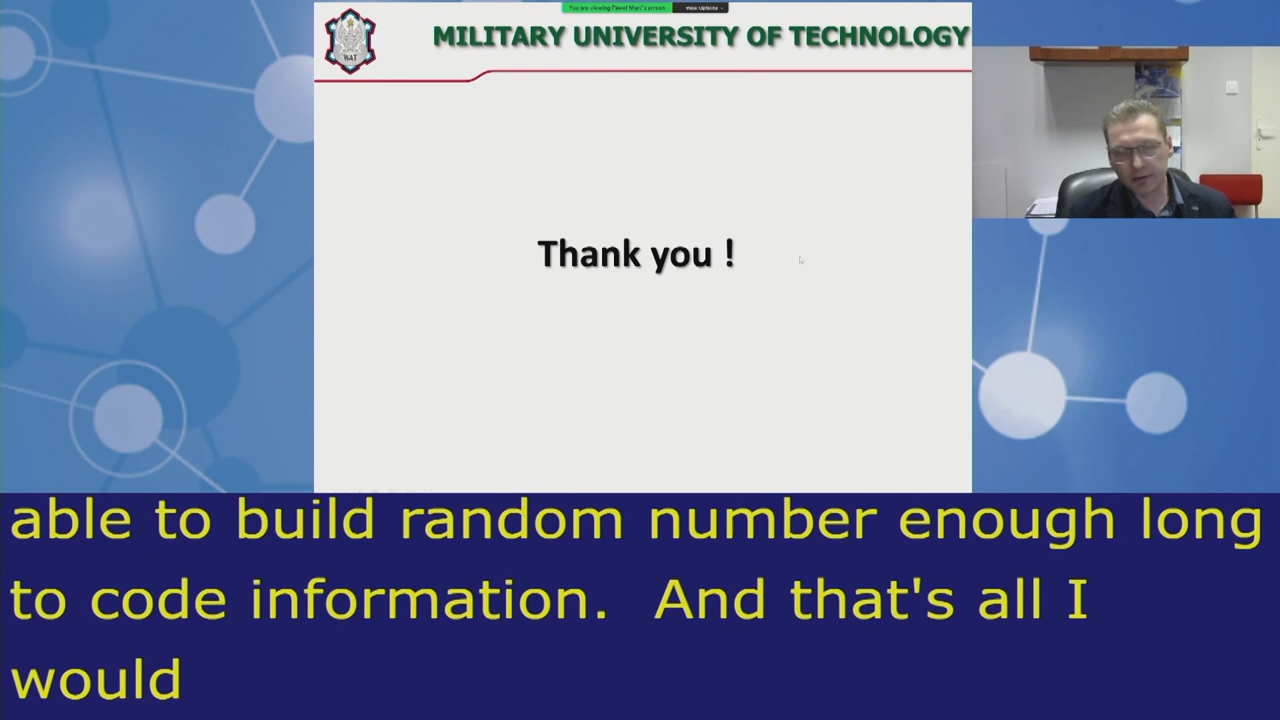 You are viewing Pawel Marc's screen
View Options
WAT
MILITARY UNIVERSITY OF TECHNOLOGY
Thank you !
able to build random number enough long
to code information.  And that's all I
would